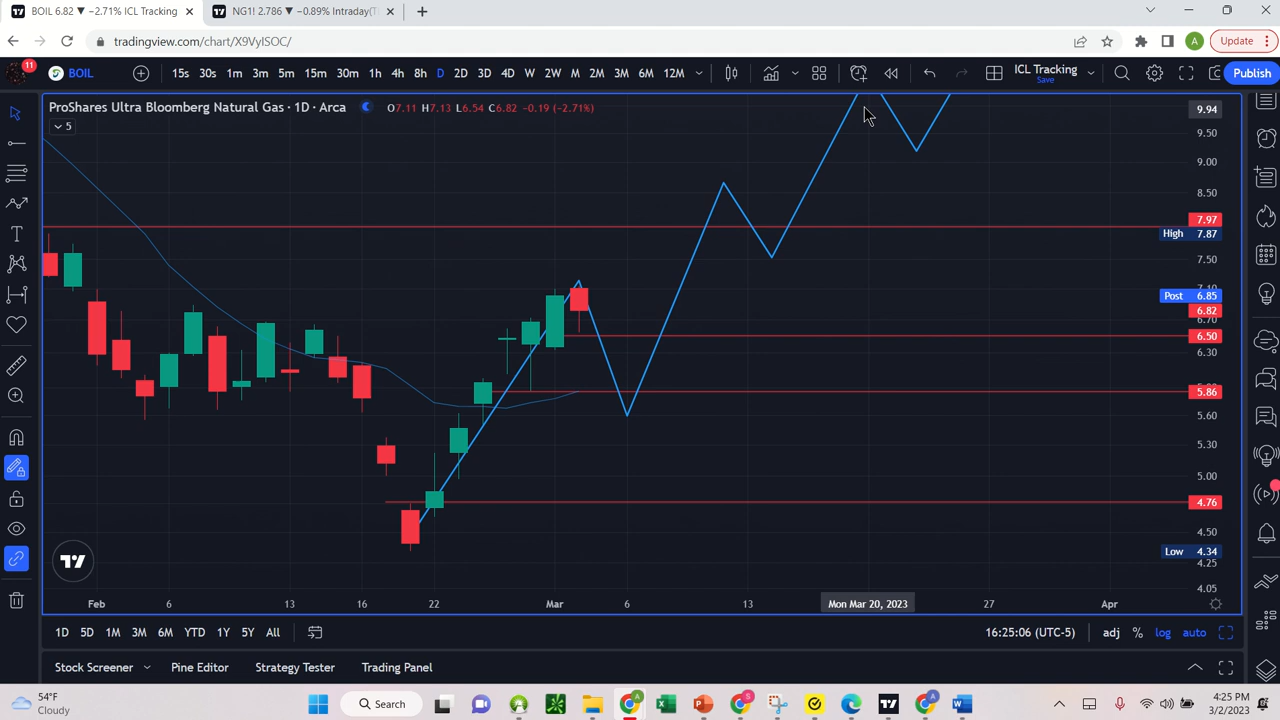 BOIL 6.82 ▼ −2.71% ICL Tracking
NG1! 2.786 ▼ −0.89% Intraday(T
tradingview.com/chart/X9VyISOC/
A
Update
11
BOIL
15s 30s 1m 3m 5m 15m 30m 1h 4h 8h D 2D 3D 4D W 2W M 2M 3M 6M 12M
ICL Tracking
Save
Publish
ProShares Ultra Bloomberg Natural Gas · 1D · Arca
O7.11 H7.13 L6.54 C6.82 −0.19 (−2.71%)
5
9.94
9.50
9.00
8.50
7.97
High 7.87
7.50
7.10
Post 6.85
6.82
6.70
6.50
6.30
5.86
5.60
5.30
5.00
4.76
4.50
Low 4.34
4.25
4.05
Feb 6 13 16 22 Mar 6 13 Mon Mar 20, 2023 27 Apr
1D 5D 1M 3M 6M YTD 1Y 5Y All
16:25:06 (UTC-5)
adj % log auto
Stock Screener Pine Editor Strategy Tester Trading Panel
54°F
Cloudy
Search
4:25 PM
3/2/2023